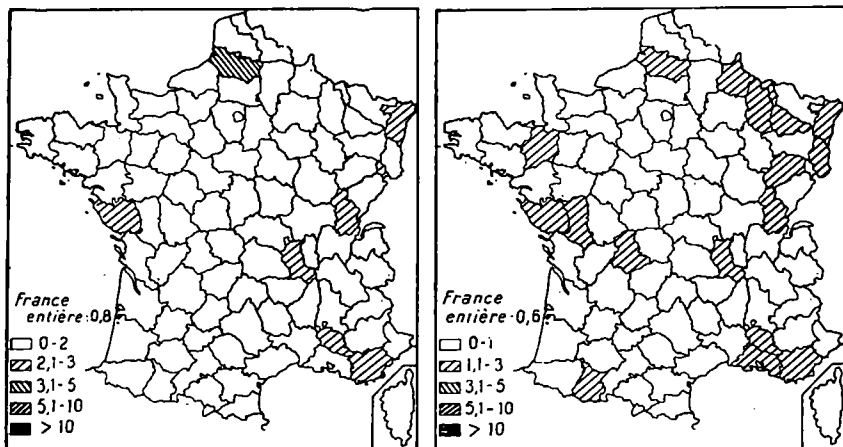 France
entière : 0,8
0-2
2,1-3
3,1-5
5,1-10
> 10
France
entière : 0,6
0-1
1,1-3
3,1-5
5,1-10
> 10